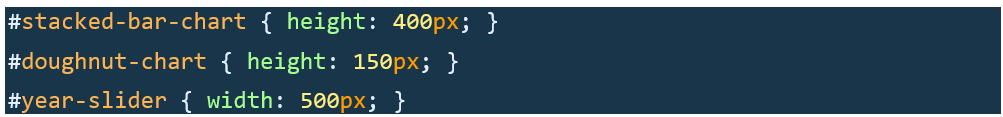 #stacked-bar-chart { height: 400px; }
#doughnut-chart { height: 150px; }
#year-slider { width: 500px; }